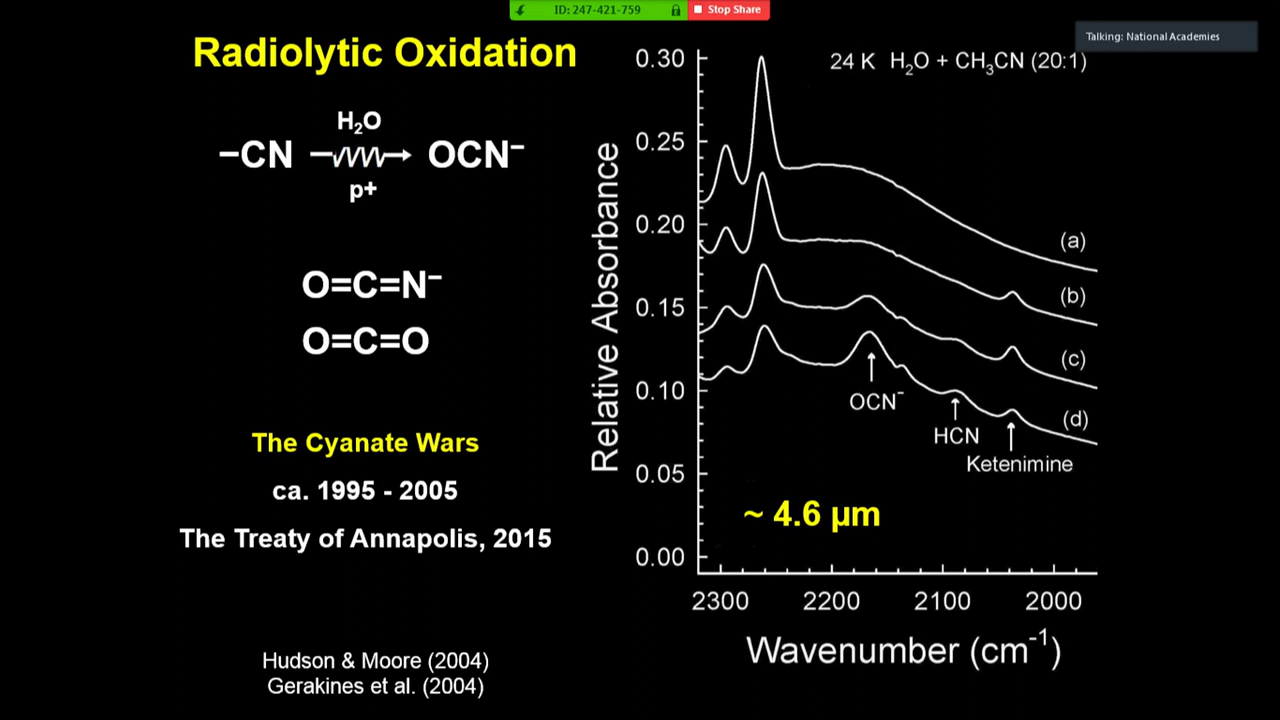 ID: 247-421-759
Stop Share
Talking: National Academies
Radiolytic Oxidation
H₂O
−CN
OCN⁻
p+
O=C=N⁻
O=C=O
The Cyanate Wars
ca. 1995 - 2005
The Treaty of Annapolis, 2015
Hudson & Moore (2004)
Gerakines et al. (2004)
24 K H₂O + CH₃CN (20:1)
Relative Absorbance
0.30
0.25
0.20
0.15
0.10
0.05
0.00
(a)
(b)
(c)
(d)
OCN⁻
HCN
Ketenimine
~ 4.6 µm
2300 2200 2100 2000
Wavenumber (cm⁻¹)